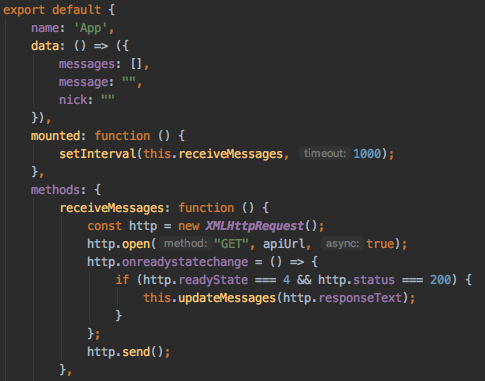 export default {
    name: 'App',
    data: () => ({
        messages: [],
        message: "",
        nick: ""
    }),
    mounted: function () {
        setInterval(this.receiveMessages, timeout: 1000);
    },
    methods: {
        receiveMessages: function () {
            const http = new XMLHttpRequest();
            http.open( method: "GET", apiUrl, async: true);
            http.onreadystatechange = () => {
                if (http.readyState === 4 && http.status === 200) {
                    this.updateMessages(http.responseText);
                }
            };
            http.send();
        },